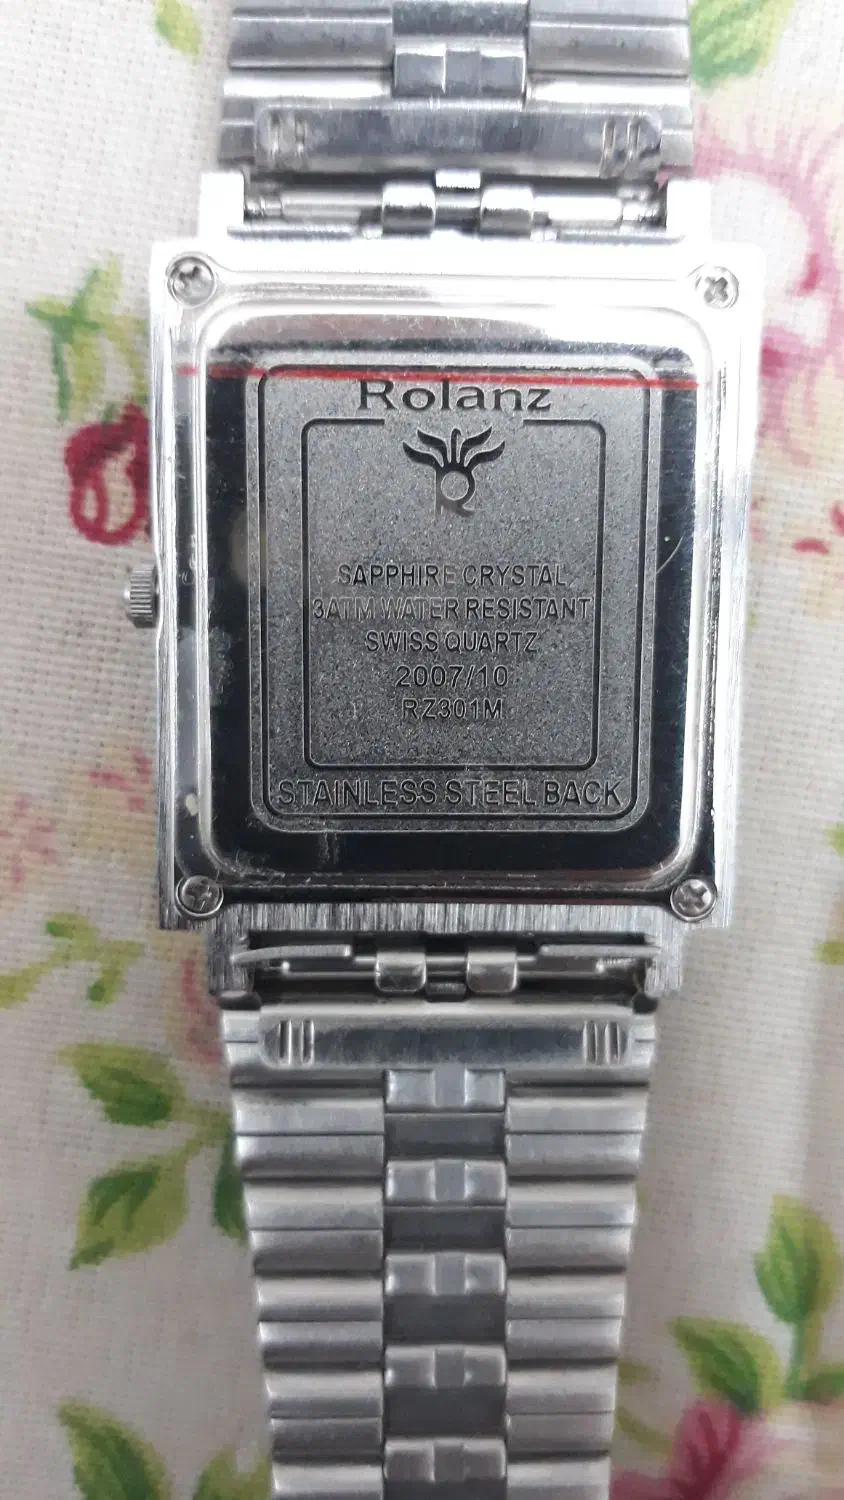 Rolanz
R
SAPPHIRE CRYSTAL
3ATM WATER RESISTANT
SWISS QUARTZ
2007/10
RZ301M
STAINLESS STEEL BACK